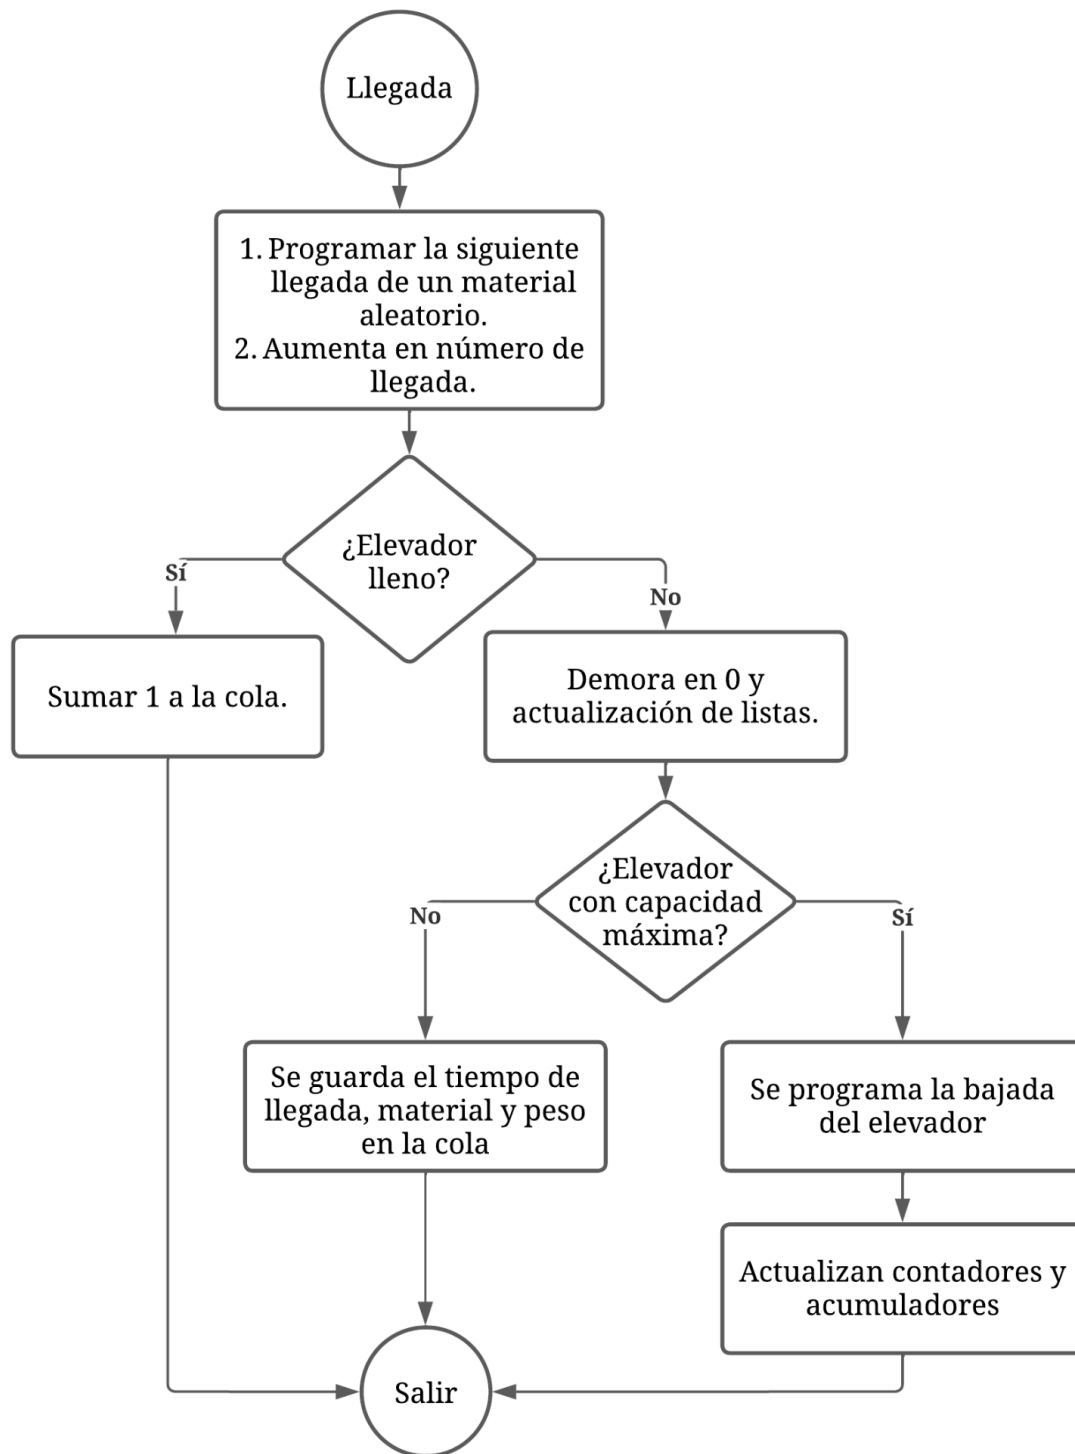 Llegada
1. Programar la siguiente
llegada de un material
aleatorio.
2. Aumenta en número de
llegada.
¿Elevador
lleno?
Sí
No
Sumar 1 a la cola.
Demora en 0 y
actualización de listas.
¿Elevador
con capacidad
máxima?
No
Sí
Se guarda el tiempo de
llegada, material y peso
en la cola
Se programa la bajada
del elevador
Actualizan contadores y
acumuladores
Salir